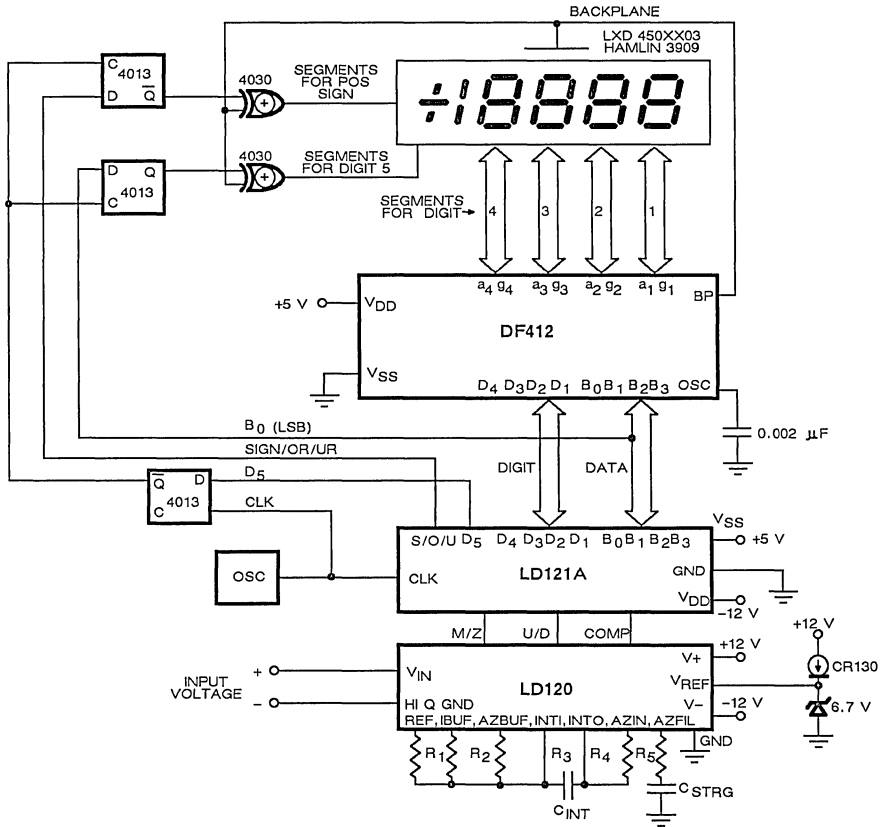 BACKPLANE
LXD 450XX03
HAMLIN 3909
C
4013
D Q̅
4030
+
SEGMENTS
FOR POS
SIGN
D Q
4013
C
4030
+
SEGMENTS
FOR DIGIT 5
÷18888
SEGMENTS
FOR DIGIT
4
3
2
1
a4 g4
a3 g3
a2 g2
a1 g1
BP
+5 V
VDD
DF412
VSS
D4 D3 D2 D1
B0 B1 B2 B3
OSC
0.002 µF
B0 (LSB)
SIGN/OR/UR
DIGIT
DATA
Q̅ D
4013
C
D5
CLK
S/O/U D5 D4 D3 D2 D1 B0 B1 B2 B3
VSS
+5 V
OSC
CLK
LD121A
GND
VDD
-12 V
M/Z
U/D
COMP
+12 V
V+
+12 V
CR130
INPUT
VOLTAGE
+
-
VIN
LD120
VREF
HI Q GND
V-
-12 V
6.7 V
REF, IBUF, AZBUF, INTI, INTO, AZIN, AZFIL
GND
R1
R2
R3
R4
R5
CINT
CSTRG